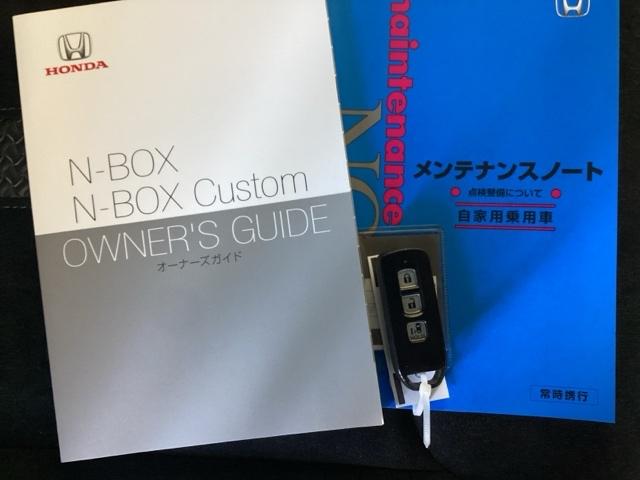 HONDA
N-BOX
N-BOX Custom
OWNER'S GUIDE
オーナーズガイド
maintenance
メンテナンスノート
点検整備について
自家用乗用車
常時携行